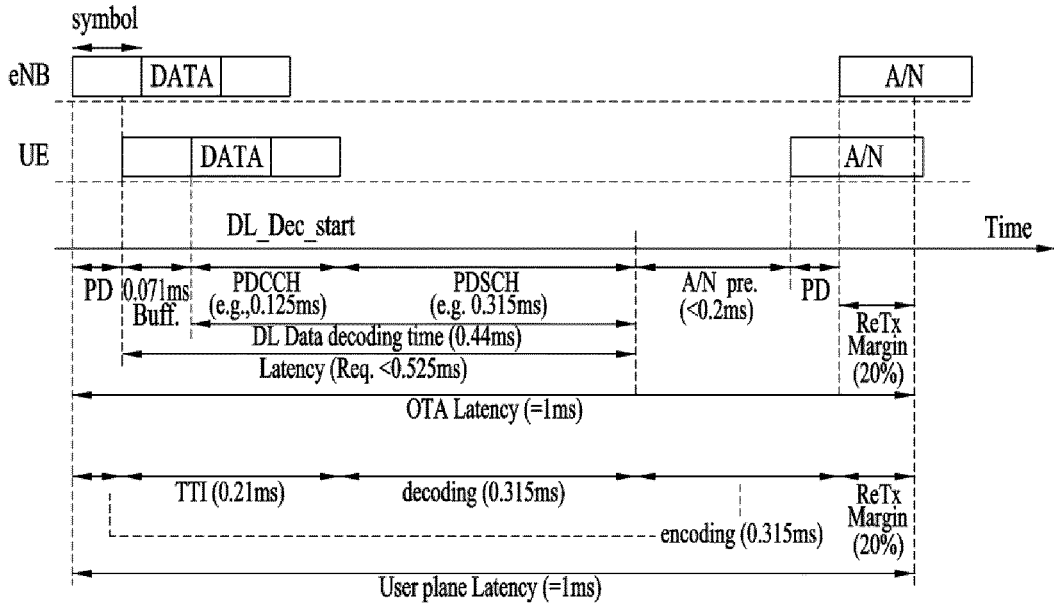 symbol
eNB
DATA
A/N
UE
DATA
A/N
DL_Dec_start
Time
PD
0.071ms
Buff.
PDCCH
(e.g.,0.125ms)
PDSCH
(e.g. 0.315ms)
A/N pre.
(<0.2ms)
PD
DL Data decoding time (0.44ms)
Latency (Req. <0.525ms)
ReTx
Margin
(20%)
OTA Latency (=1ms)
TTI (0.21ms)
decoding (0.315ms)
encoding (0.315ms)
ReTx
Margin
(20%)
User plane Latency (=1ms)